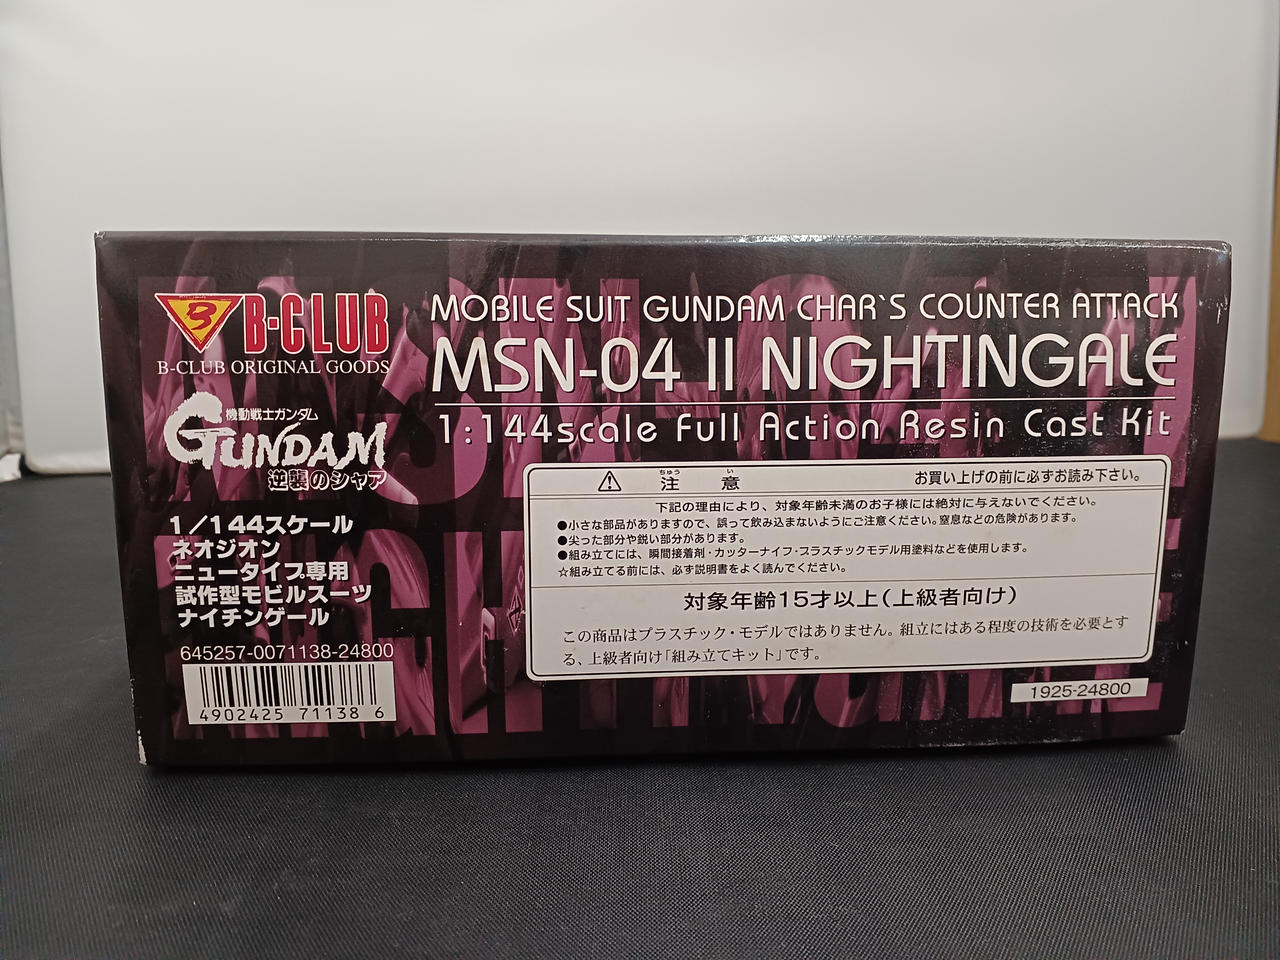 B-CLUB
B-CLUB ORIGINAL GOODS
機動戦士ガンダム
GUNDAM
逆襲のシャア
1/144スケール
ネオジオン
ニュータイプ専用
試作型モビルスーツ
ナイチンゲール
645257-0071138-24800
4902425 71138 6
MOBILE SUIT GUNDAM CHAR`S COUNTER ATTACK
MSN-04 II NIGHTINGALE
1:144scale Full Action Resin Cast Kit
ちゅう い
注 意 お買い上げの前に必ずお読み下さい。
下記の理由により、対象年齢未満のお子様には絶対に与えないでください。
●小さな部品がありますので、誤って飲み込まないようにご注意ください。窒息などの危険があります。
●尖った部分や鋭い部分があります。
●組み立てには、瞬間接着剤・カッターナイフ・プラスチックモデル用塗料などを使用します。
☆組み立てる前には、必ず説明書をよく読んでください。
対象年齢15才以上(上級者向け)
この商品はプラスチック・モデルではありません。組立にはある程度の技術を必要とす
る、上級者向け「組み立てキット」です。
1925-24800